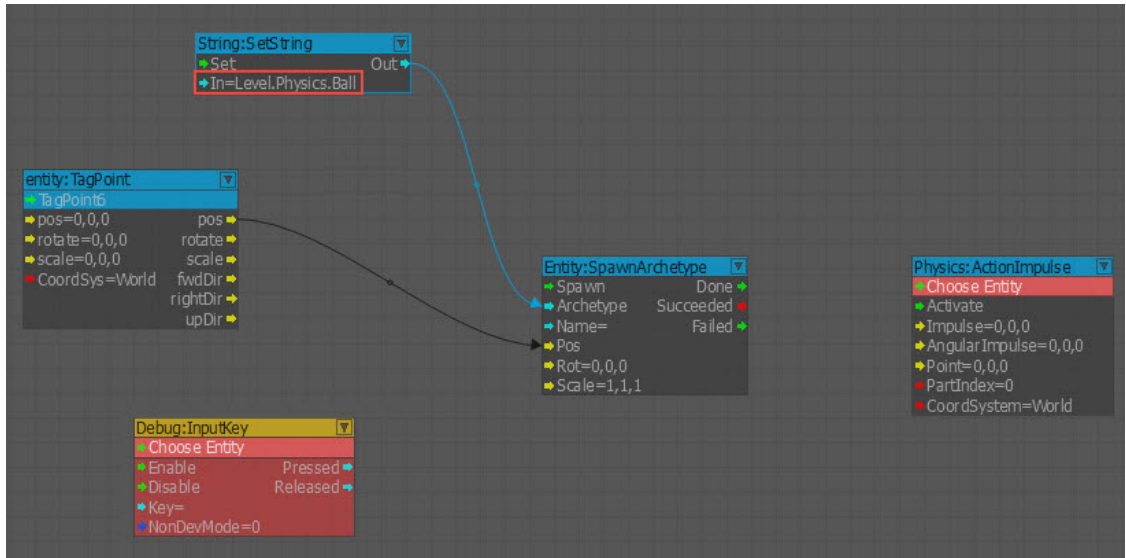 String:SetString
Set Out
In=Level.Physics.Ball
entity:TagPoint
TagPoint6
pos=0,0,0 pos
rotate=0,0,0 rotate
scale=0,0,0 scale
CoordSys=World fwdDir
rightDir
upDir
Entity:SpawnArchetype
Spawn Done
Archetype Succeeded
Name= Failed
Pos
Rot=0,0,0
Scale=1,1,1
Physics:ActionImpulse
Choose Entity
Activate
Impulse=0,0,0
AngularImpulse=0,0,0
Point=0,0,0
PartIndex=0
CoordSystem=World
Debug:InputKey
Choose Entity
Enable Pressed
Disable Released
Key=
NonDevMode=0